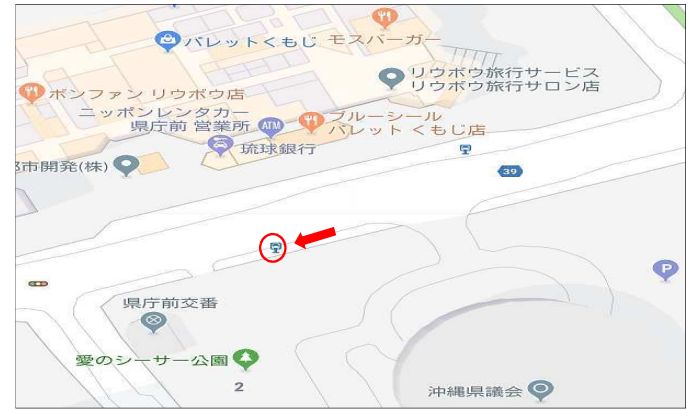 モスバーガー
パレットくもじ
リウボウ旅行サービス
リウボウ旅行サロン店
ボンファン リウボウ店
ニッポンレンタカー
県庁前 営業所
ATM
ブルーシール
パレット くもじ店
琉球銀行
市開発(株)
39
P
県庁前交番
愛のシーサー公園
2
沖縄県議会